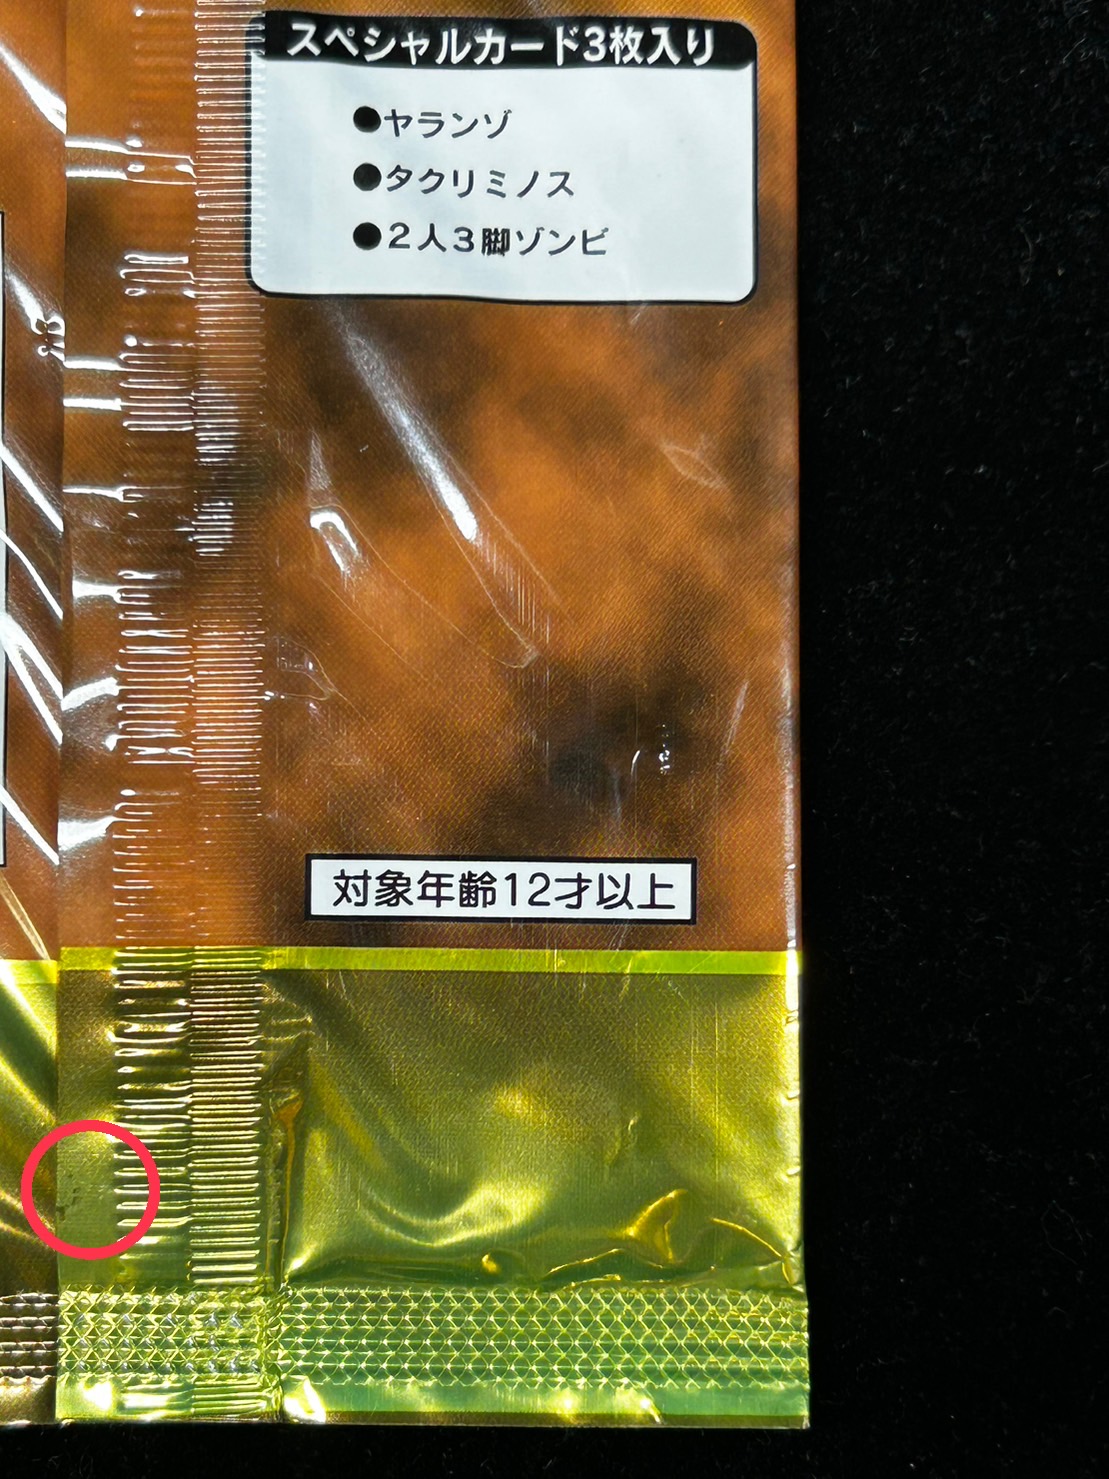 スペシャルカード3枚入り
●ヤランゾ
●タクリミノス
●2人3脚ゾンビ
対象年齢12才以上